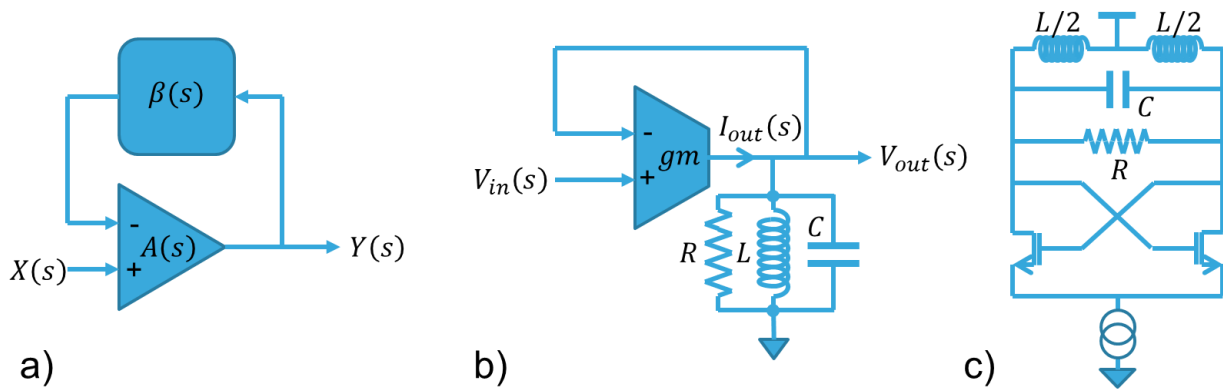 β(s)
-
A(s)
+
X(s)
Y(s)
a)
-
gm
+
I_out(s)
V_in(s)
V_out(s)
R
L
C
b)
L/2
L/2
C
R
c)